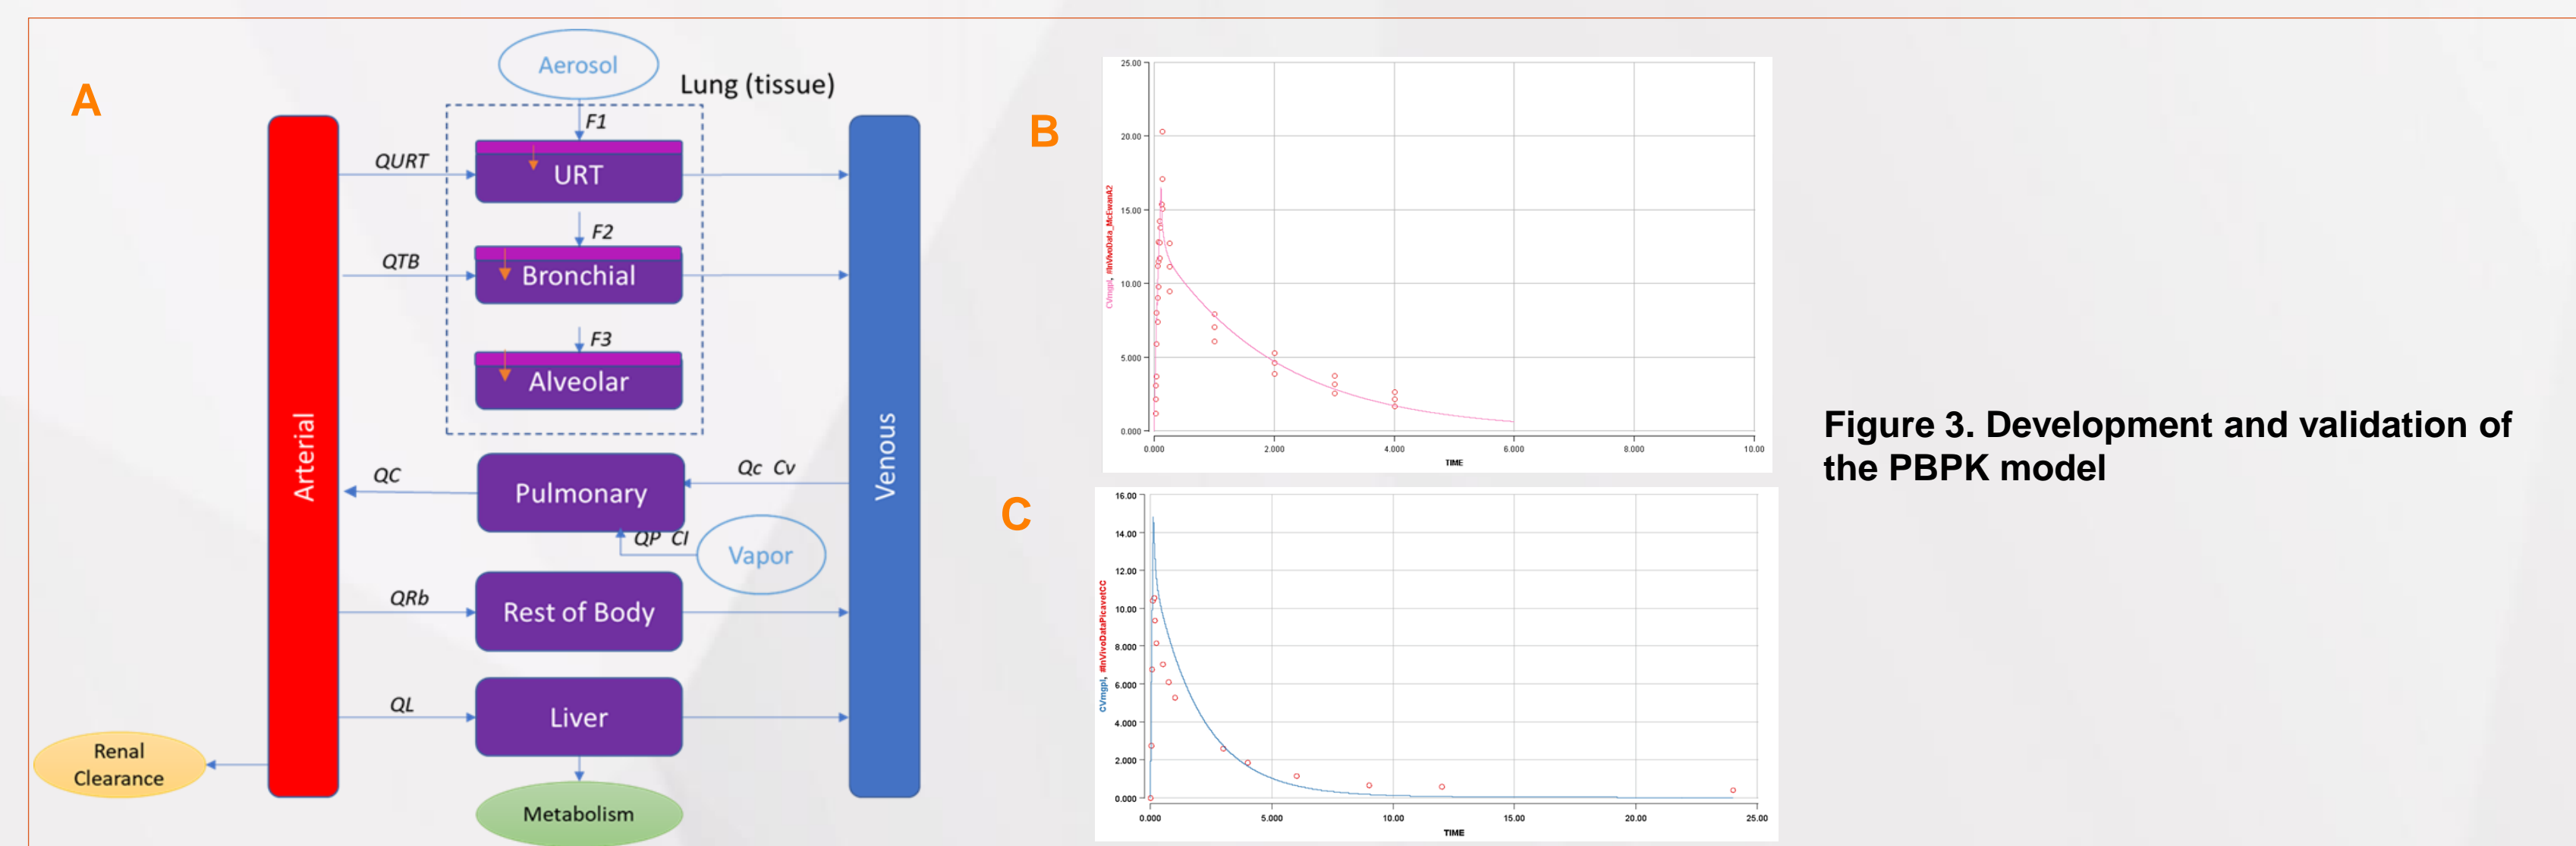 A
Aerosol
Lung (tissue)
F1
QURT
URT
F2
QTB
Bronchial
F3
Alveolar
Arterial
Venous
QC
Pulmonary
Qc Cv
QP CI
Vapor
QRb
Rest of Body
QL
Liver
Renal
Clearance
Metabolism
B
25.00
20.00
15.00
10.00
5.000
0.000
CVmgpl, #InVivoData_McEwanA2
0.000 2.000 4.000 6.000 8.000 10.00
TIME
C
16.00
14.00
12.00
10.00
8.000
6.000
4.000
2.000
0.000
CVmgpl, #InVivoDataPicavetCC
0.000 5.000 10.00 15.00 20.00 25.00
TIME
Figure 3. Development and validation of
the PBPK model